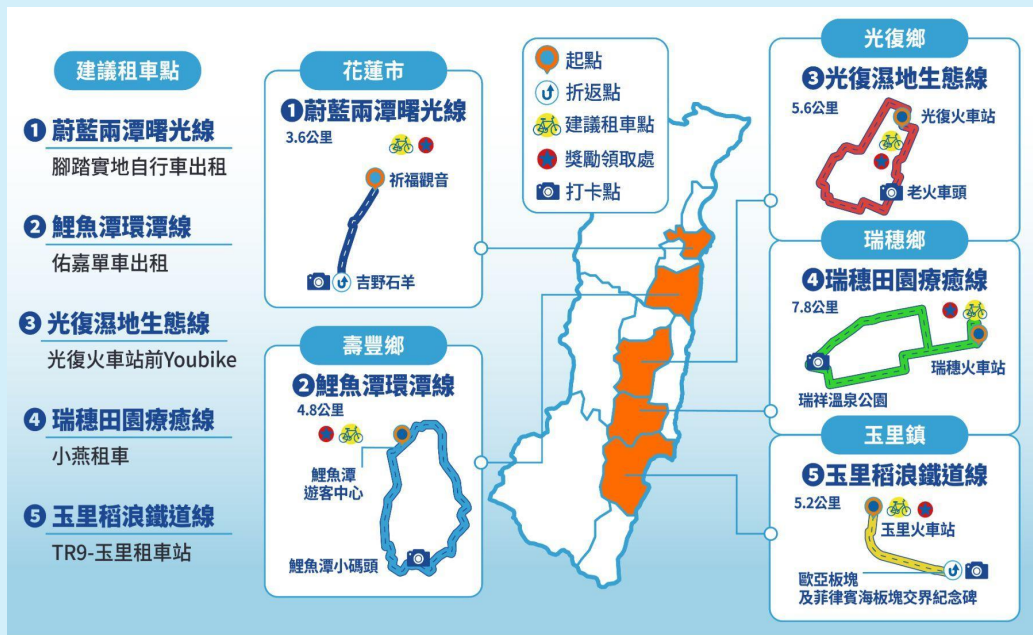 建議租車點
❶ 蔚藍兩潭曙光線
腳踏實地自行車出租
❷ 鯉魚潭環潭線
佑嘉單車出租
❸ 光復濕地生態線
光復火車站前Youbike
❹ 瑞穗田園療癒線
小燕租車
❺ 玉里稻浪鐵道線
TR9-玉里租車站
花蓮市
❶蔚藍兩潭曙光線
3.6公里
祈福觀音
吉野石羊
壽豐鄉
❷鯉魚潭環潭線
4.8公里
鯉魚潭
遊客中心
鯉魚潭小碼頭
起點
折返點
建議租車點
獎勵領取處
打卡點
光復鄉
❸光復濕地生態線
5.6公里
光復火車站
老火車頭
瑞穗鄉
❹瑞穗田園療癒線
7.8公里
瑞穗火車站
瑞祥溫泉公園
玉里鎮
❺玉里稻浪鐵道線
5.2公里
玉里火車站
歐亞板塊
及菲律賓海板塊交界紀念碑